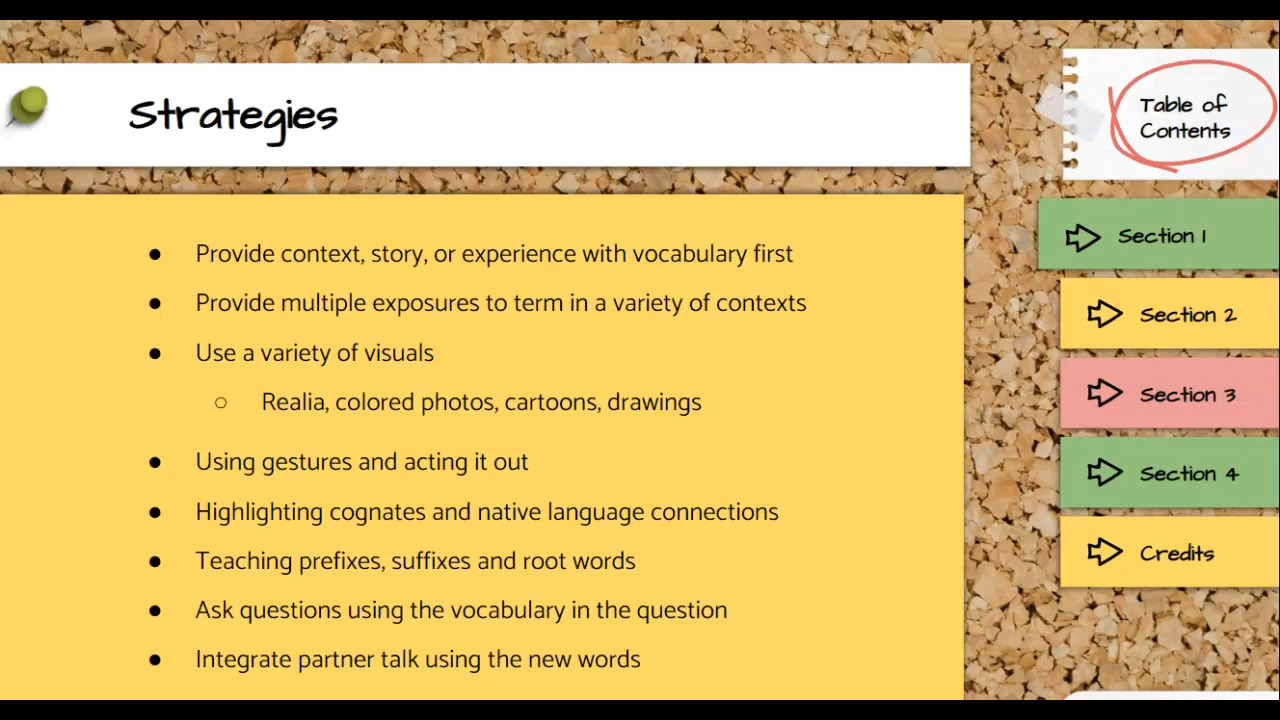 Strategies
● Provide context, story, or experience with vocabulary first
● Provide multiple exposures to term in a variety of contexts
● Use a variety of visuals
○ Realia, colored photos, cartoons, drawings
● Using gestures and acting it out
● Highlighting cognates and native language connections
● Teaching prefixes, suffixes and root words
● Ask questions using the vocabulary in the question
● Integrate partner talk using the new words
Table of
Contents
Section 1
Section 2
Section 3
Section 4
Credits